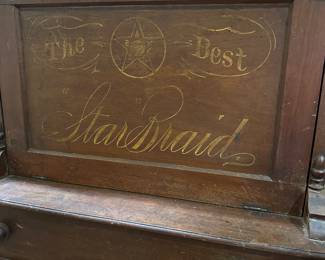 The Best
"Star Braid